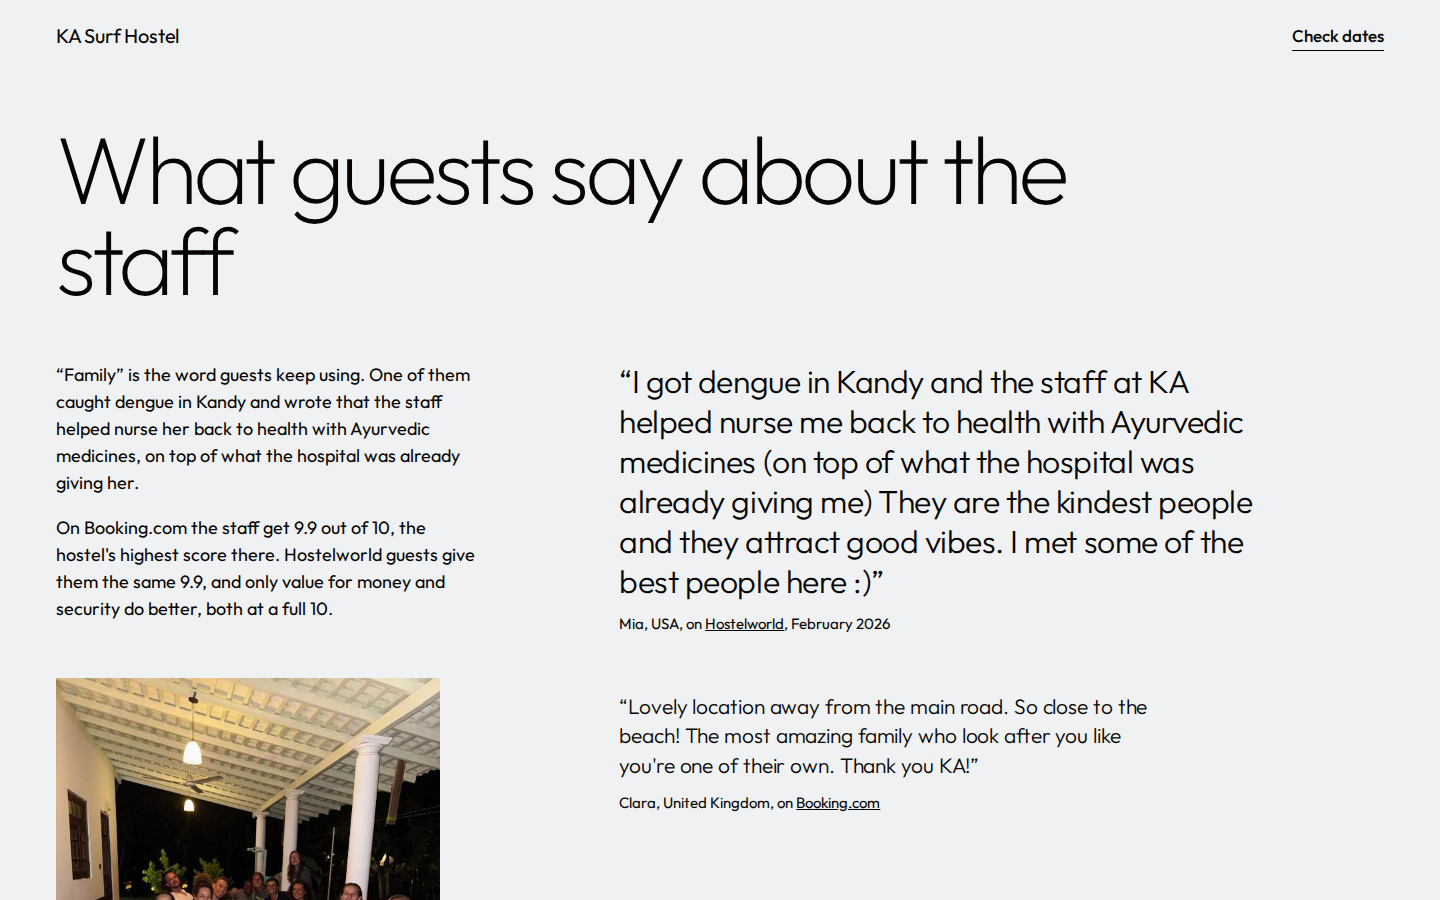 KA Surf Hostel
Check dates
What guests say about the
staff
“Family” is the word guests keep using. One of them
caught dengue in Kandy and wrote that the staff
helped nurse her back to health with Ayurvedic
medicines, on top of what the hospital was already
giving her.
On Booking.com the staff get 9.9 out of 10, the
hostel's highest score there. Hostelworld guests give
them the same 9.9, and only value for money and
security do better, both at a full 10.
“I got dengue in Kandy and the staff at KA
helped nurse me back to health with Ayurvedic
medicines (on top of what the hospital was
already giving me) They are the kindest people
and they attract good vibes. I met some of the
best people here :)”
Mia, USA, on Hostelworld, February 2026
“Lovely location away from the main road. So close to the
beach! The most amazing family who look after you like
you're one of their own. Thank you KA!”
Clara, United Kingdom, on Booking.com